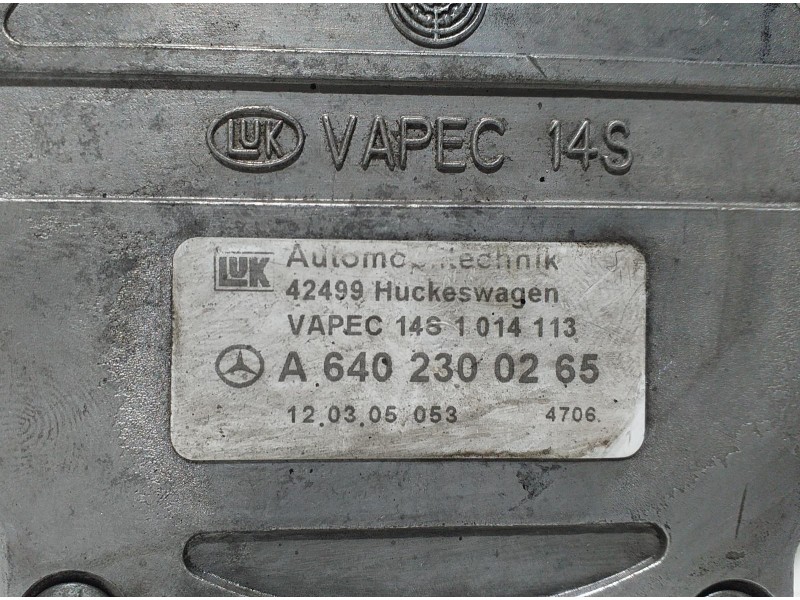 LUK VAPEC 14S
LUK Automobiltechnik
42499 Huckeswagen
VAPEC 14S 1 014 113
A 640 230 02 65
12.03.05 053 4706